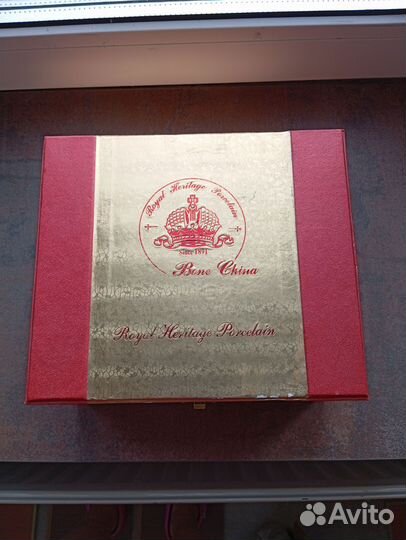 Royal Heritage Porcelain
Since 1891
Bone China
Royal Heritage Porcelain
Avito